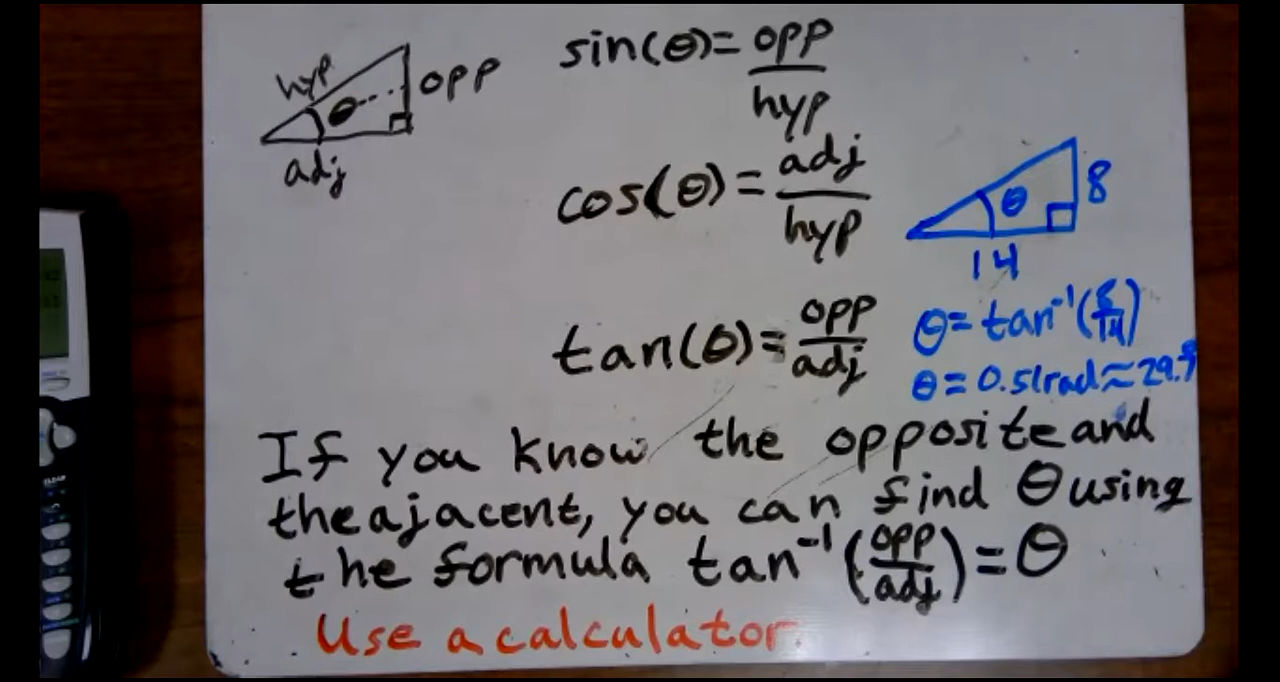 hyp
θ
opp
adj
sin(θ)=opp/hyp
cos(θ)=adj/hyp
tan(θ)=opp/adj
θ
8
14
θ=tan⁻¹(8/14)
θ=0.51rad≈29.7
If you know the opposite and
the ajacent, you can find θ using
the formula tan⁻¹(opp/adj)=θ
Use a calculator